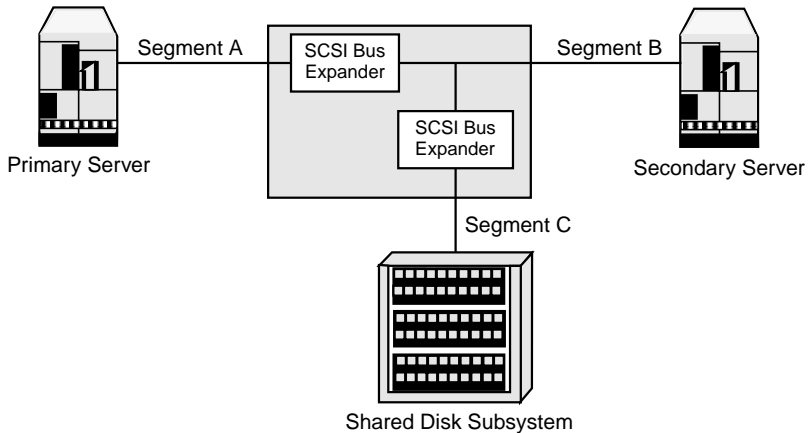 Segment A
SCSI Bus
Expander
Segment B
SCSI Bus
Expander
Primary Server
Secondary Server
Segment C
Shared Disk Subsystem